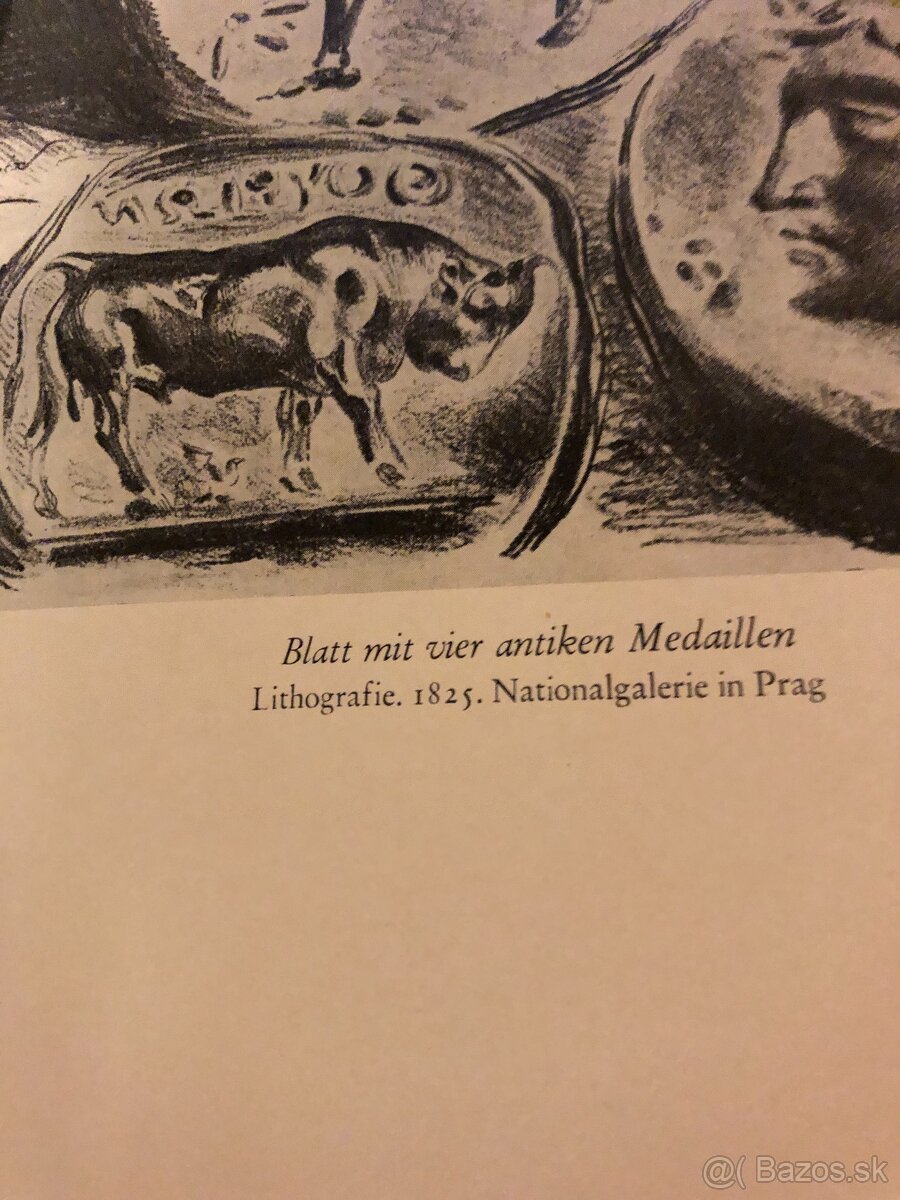 Blatt mit vier antiken Medaillen
Lithografie. 1825. Nationalgalerie in Prag
@( Bazos.sk